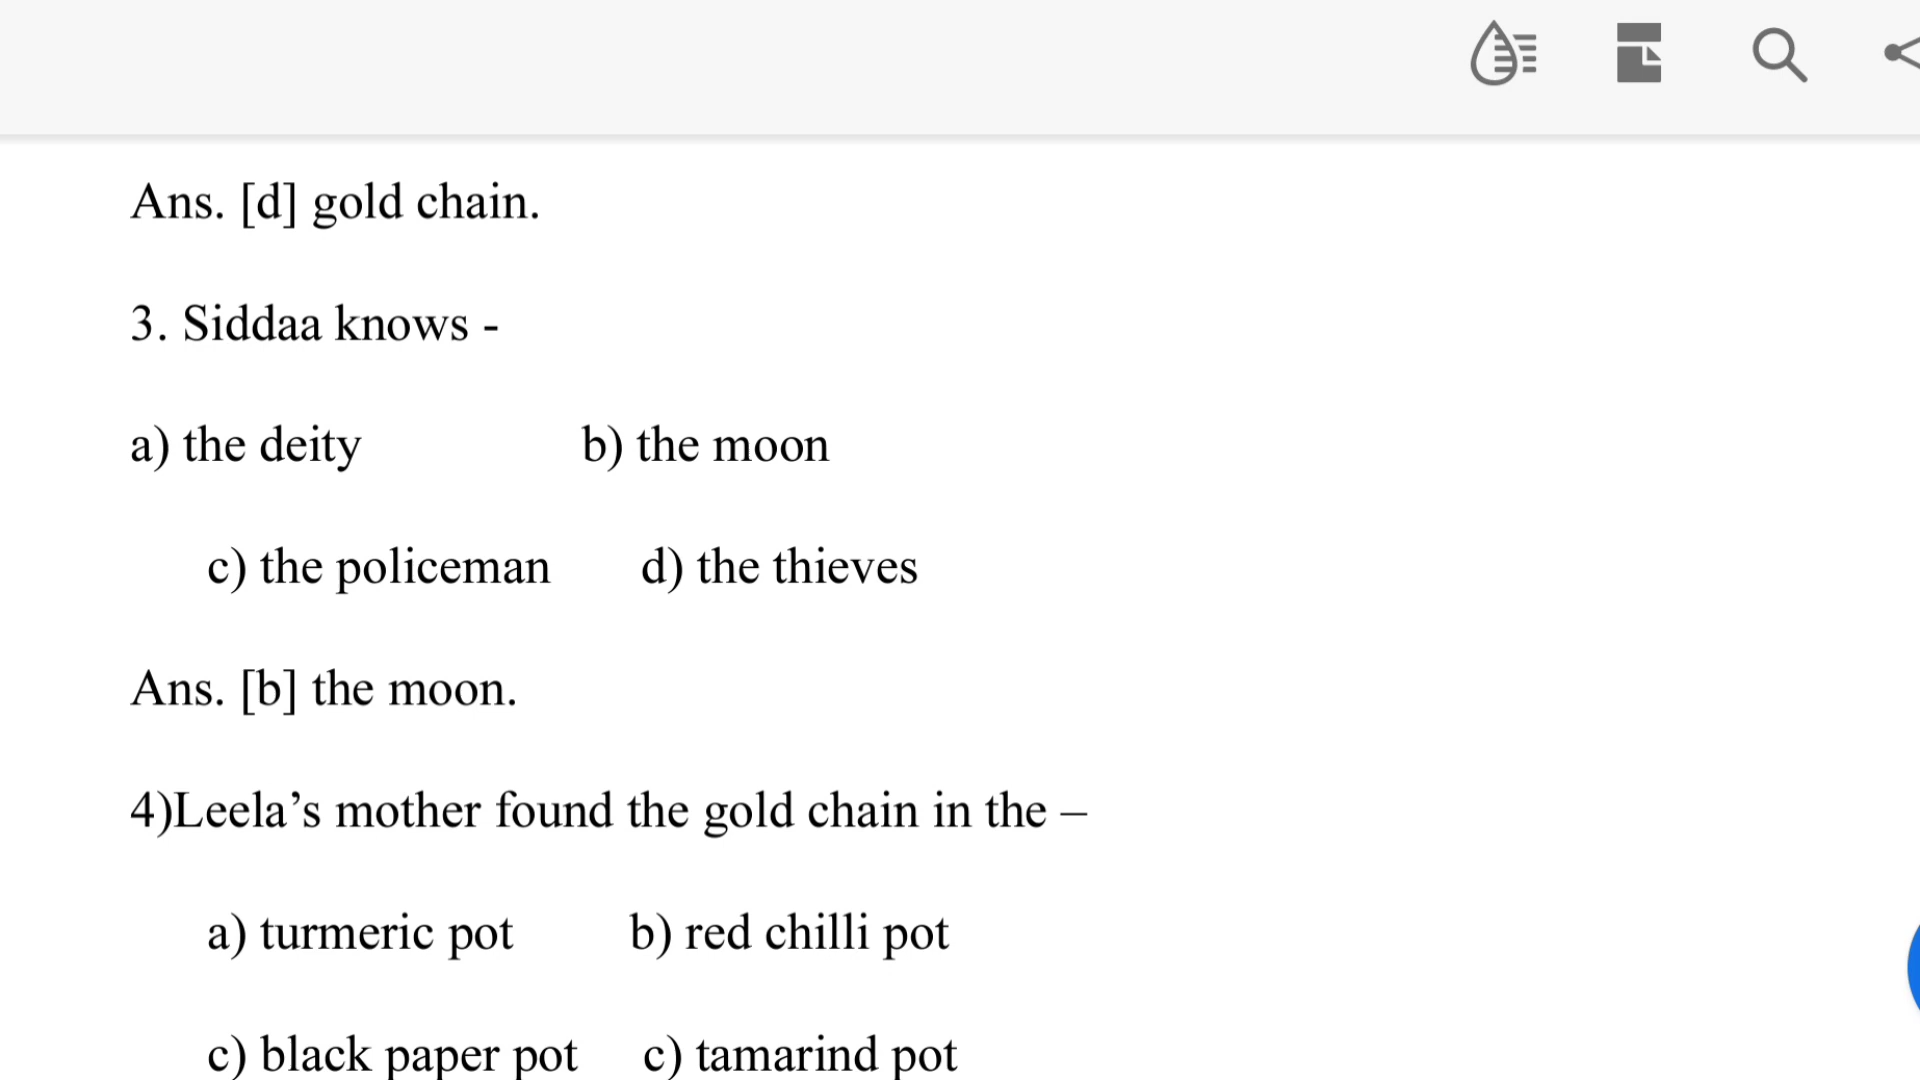 Ans. [d] gold chain.
3. Siddaa knows -
a) the deity b) the moon
c) the policeman d) the thieves
Ans. [b] the moon.
4)Leela’s mother found the gold chain in the –
a) turmeric pot b) red chilli pot
c) black paper pot c) tamarind pot